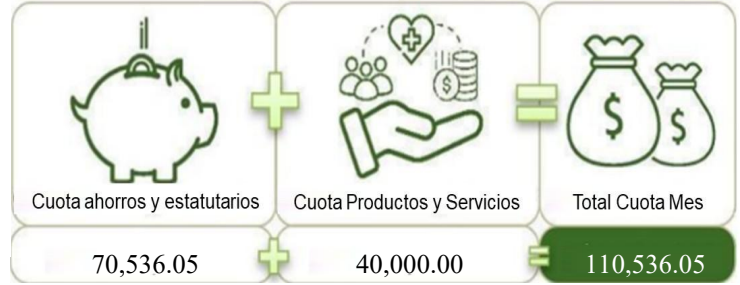 Cuota ahorros y estatutarios
Cuota Productos y Servicios
Total Cuota Mes
70,536.05
40,000.00
110,536.05